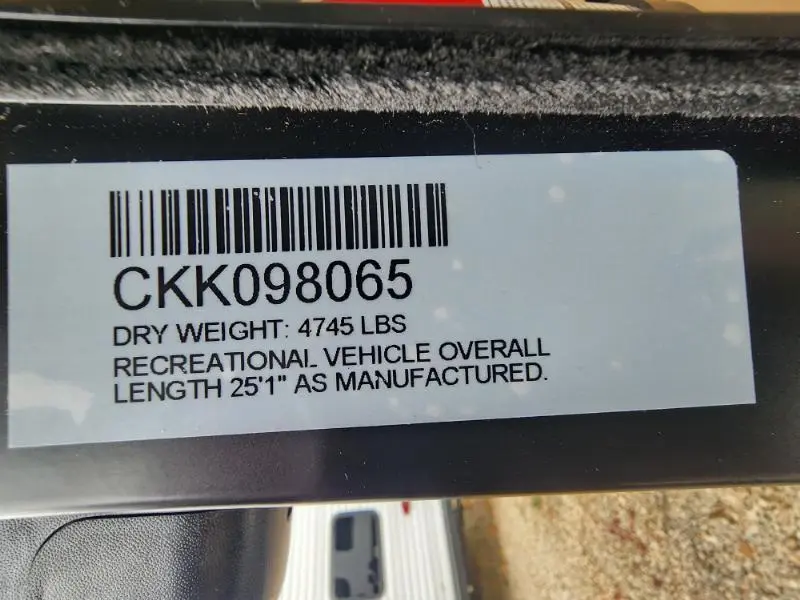 CKK098065
DRY WEIGHT: 4745 LBS
RECREATIONAL VEHICLE OVERALL
LENGTH 25'1" AS MANUFACTURED.